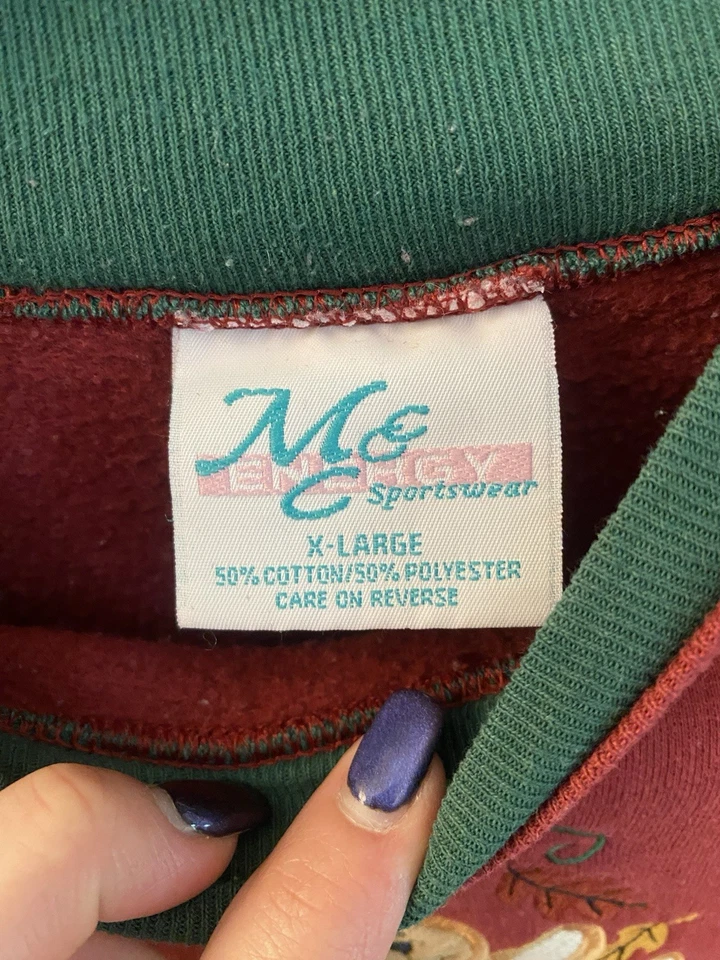 M&C
ENERGY
Sportswear
X-LARGE
50% COTTON/50% POLYESTER
CARE ON REVERSE